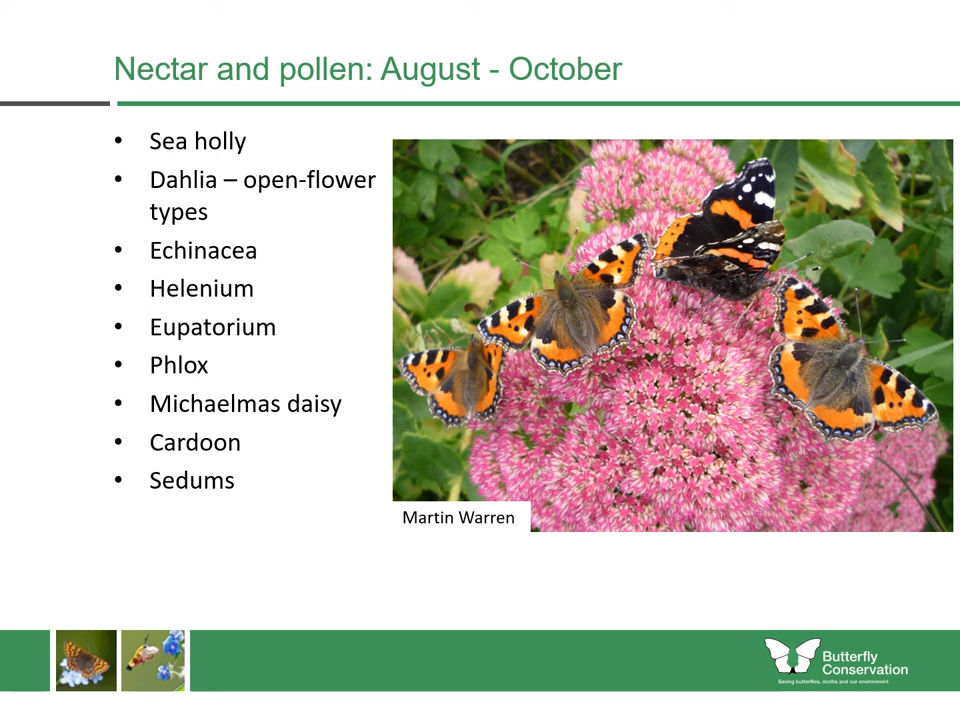 Nectar and pollen: August - October
• Sea holly
• Dahlia – open-flower
types
• Echinacea
• Helenium
• Eupatorium
• Phlox
• Michaelmas daisy
• Cardoon
• Sedums
Martin Warren
Butterfly
Conservation
Saving butterflies, moths and our environment